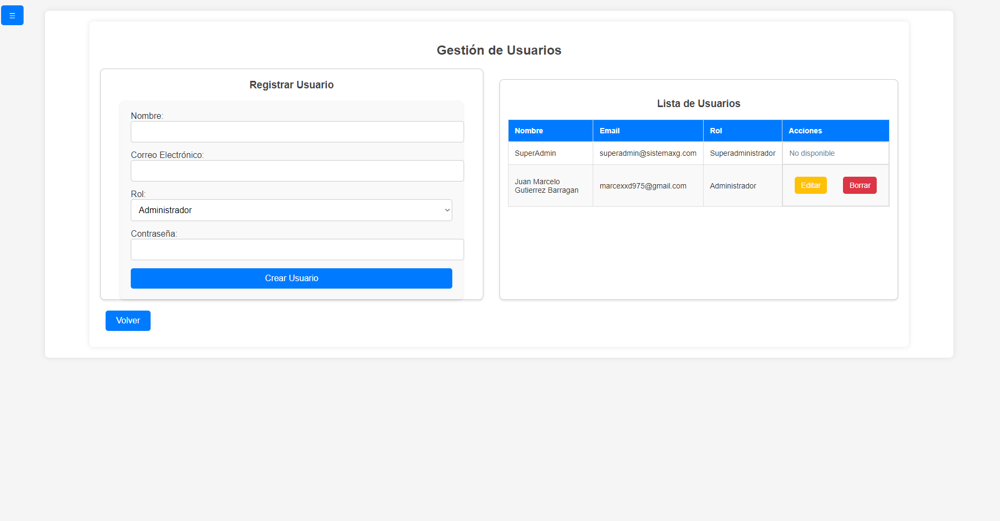 ☰
Gestión de Usuarios
Registrar Usuario
Nombre:
Correo Electrónico:
Rol:
Administrador
Contraseña:
Crear Usuario
Lista de Usuarios
Nombre Email Rol Acciones
SuperAdmin superadmin@sistemaxg.com Superadministrador No disponible
Juan Marcelo
Gutierrez Barragan marcexxd975@gmail.com Administrador Editar Borrar
Volver